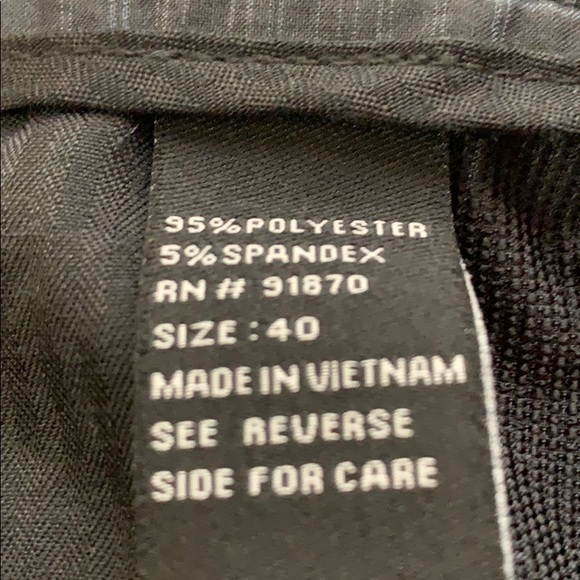 95%POLYESTER
5%SPANDEX
RN # 91870
SIZE : 40
MADE IN VIETNAM
SEE REVERSE
SIDE FOR CARE